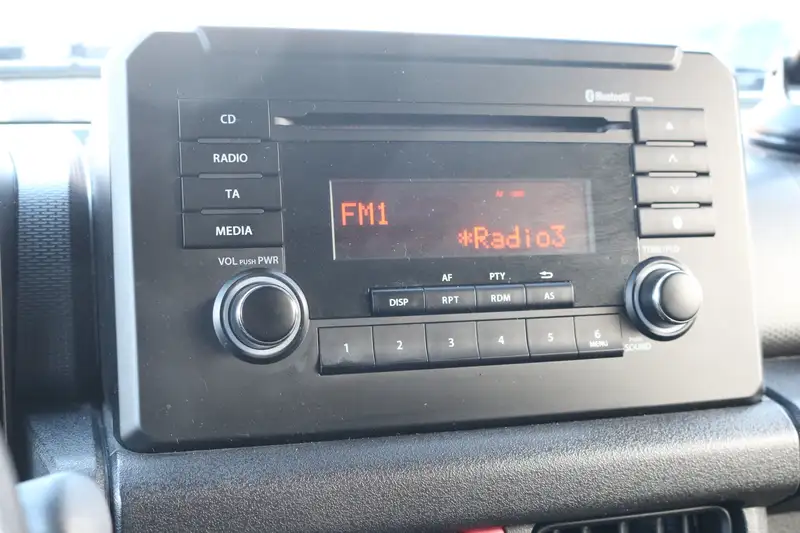 Bluetooth
CD
RADIO
TA
MEDIA
FM1
*Radio3
VOL PUSH PWR
AF
PTY
DISP
RPT
RDM
AS
1
2
3
4
5
6
MENU
SOUND